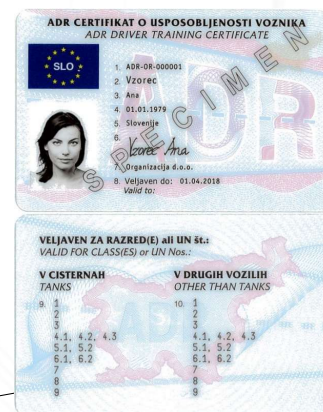 ADR CERTIFIKAT O USPOSOBLJENOSTI VOZNIKA
ADR DRIVER TRAINING CERTIFICATE
SLO
1. ADR-OR-000001
2. Vzorec
3. Ana
4. 01.01.1979
5. Slovenije
6. Vzorec Ana
7. Organizacija d.o.o.
8. Veljaven do: 01.04.2018
Valid to:
SPECIMEN
ADR
VELJAVEN ZA RAZRED(E) ali UN št.:
VALID FOR CLASS(ES) or UN Nos.:
V CISTERNAH
TANKS
9. 1
2
3
4.1, 4.2, 4.3
5.1, 5.2
6.1, 6.2
7
8
9
V DRUGIH VOZILIH
OTHER THAN TANKS
10. 1
2
3
4.1, 4.2, 4.3
5.1, 5.2
6.1, 6.2
7
8
9
ADR